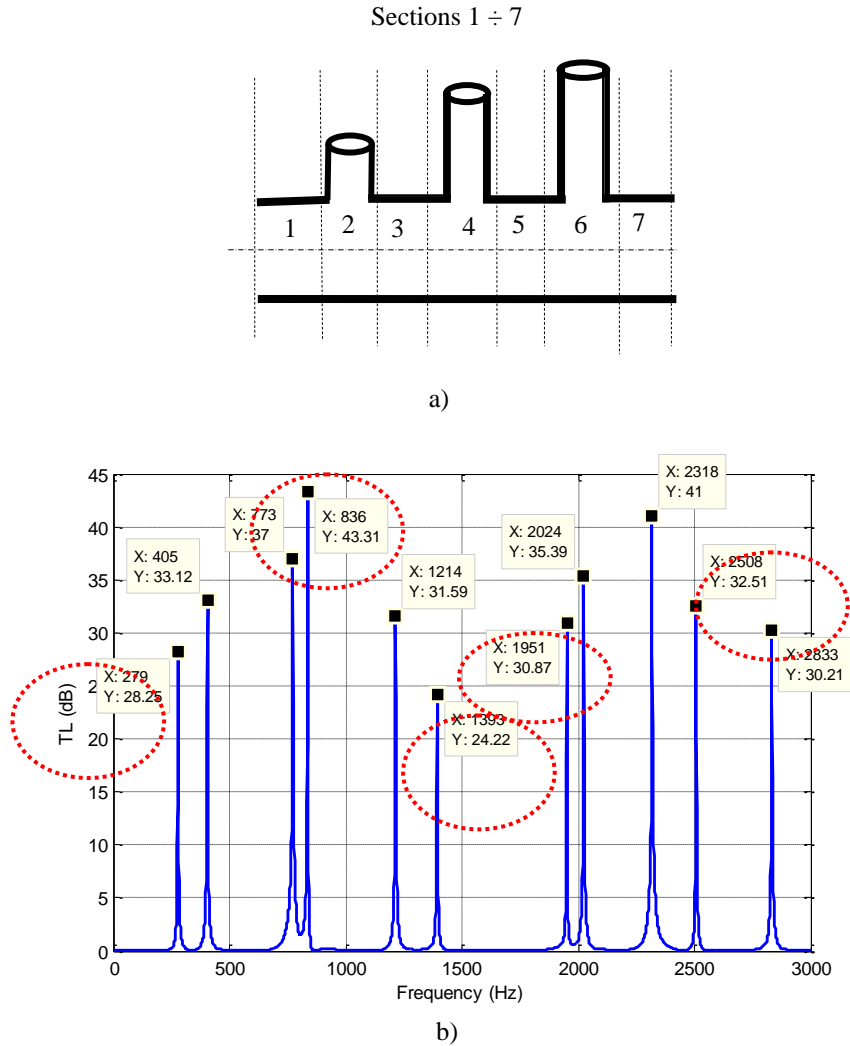 Sections 1 ÷ 7
1 2 3 4 5 6 7
a)
45
40
35
30
25
20
15
10
5
0
TL (dB)
X: 279
Y: 28.25
X: 405
Y: 33.12
X: 773
Y: 37
X: 836
Y: 43.31
X: 1214
Y: 31.59
X: 1393
Y: 24.22
X: 1951
Y: 30.87
X: 2024
Y: 35.39
X: 2318
Y: 41
X: 2508
Y: 32.51
X: 2833
Y: 30.21
0 500 1000 1500 2000 2500 3000
Frequency (Hz)
b)